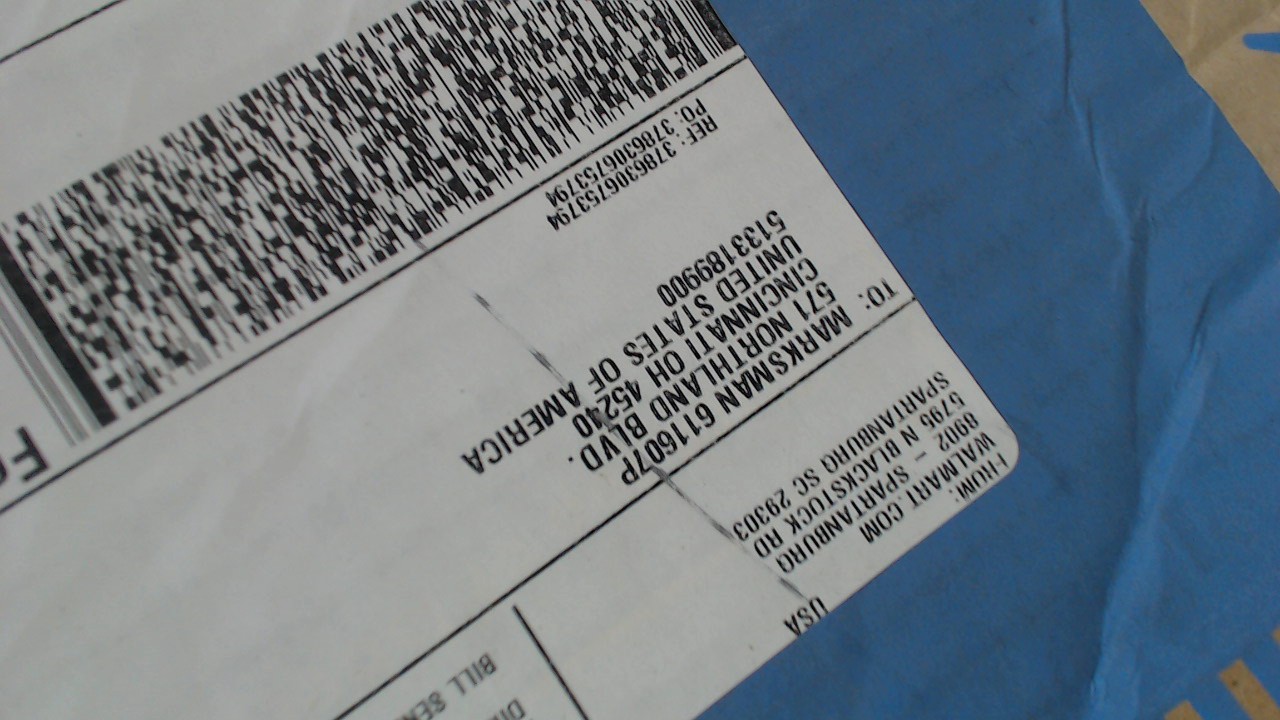 FROM:
WALMART.COM
8902 - SPARTANBURG
5795 N BLACKSTOCK RD
SPARTANBURG SC 29303
USA
BILL
TO:
MARKSMAN 611607P
571 NORTHLAND BLVD.
CINCINNATI OH 45240
UNITED STATES OF AMERICA
5133189900
REF: 3786306753794
PO: 3786306753794